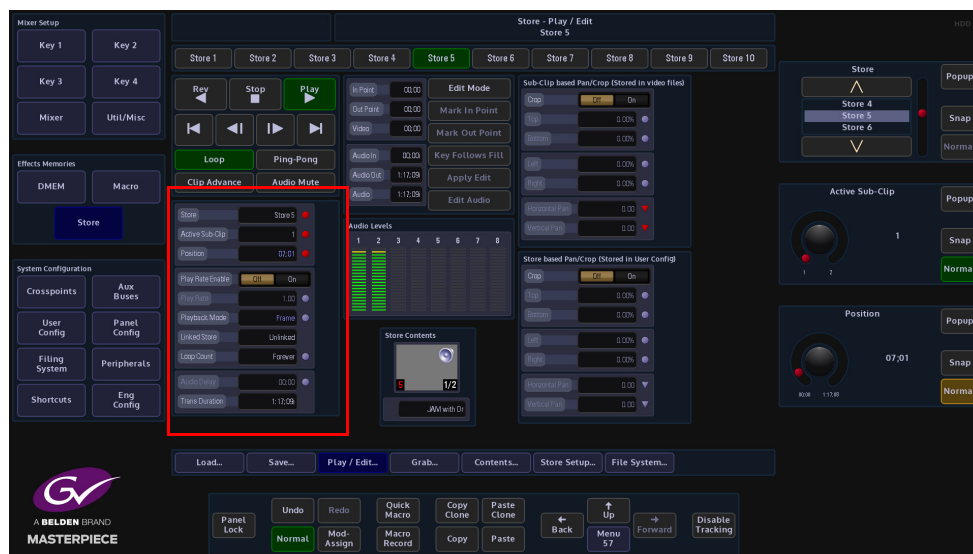 Mixer Setup
Key 1
Key 2
Key 3
Key 4
Mixer
Util/Misc
Effects Memories
DMEM
Macro
Store
System Configuration
Crosspoints
Aux
Buses
User
Config
Panel
Config
Filing
System
Peripherals
Shortcuts
Eng
Config
A BELDEN BRAND
MASTERPIECE
Store - Play / Edit
Store 5
Store 1
Store 2
Store 3
Store 4
Store 5
Store 6
Store 7
Store 8
Store 9
Store 10
Rev
Stop
Play
Loop
Ping-Pong
Clip Advance
Audio Mute
Store
Store 5
Active Sub-Clip
1
Position
07;01
Play Rate Enable
Off
On
Play Rate
1.00
Playback Mode
Frame
Linked Store
Unlinked
Loop Count
Forever
Audio Delay
00;00
Trans Duration
1:17;09
In Point
00;00
Edit Mode
Out Point
00;00
Mark In Point
Video
00;00
Mark Out Point
Audio In
00;00
Key Follows Fill
Audio Out
1:17;09
Apply Edit
Audio
1:17;09
Edit Audio
Audio Levels
1 2 3 4 5 6 7 8
Store Contents
5
1/2
JAM with Dr
Sub-Clip based Pan/Crop (Stored in video files)
Crop
Off
On
Top
0.00%
Bottom
0.00%
Left
0.00%
Right
0.00%
Horizontal Pan
0.00
Vertical Pan
0.00
Store based Pan/Crop (Stored in User Config)
Crop
Off
On
Top
0.00%
Bottom
0.00%
Left
0.00%
Right
0.00%
Horizontal Pan
0.00
Vertical Pan
0.00
HDD
Store
Store 4
Store 5
Store 6
Popup
Snap
Norma
Active Sub-Clip
1
1 2
Popup
Snap
Norma
Position
07;01
00;00 1:17;08
Popup
Snap
Norma
Load...
Save...
Play / Edit...
Grab...
Contents...
Store Setup...
File System...
Panel
Lock
Undo
Redo
Normal
Mod-
Assign
Quick
Macro
Macro
Record
Copy
Clone
Paste
Clone
Copy
Paste
Back
Up
Menu
57
Forward
Disable
Tracking